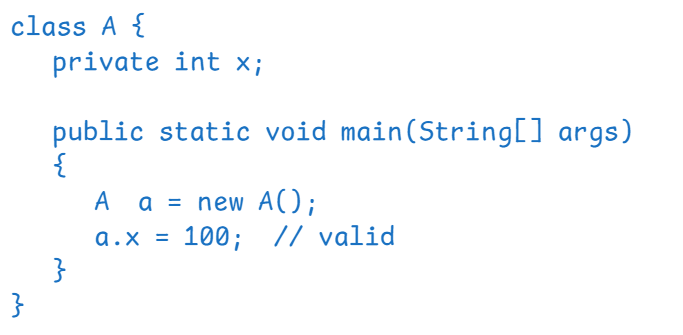 class A {
private int x;
public static void main(String[] args)
{
A a = new A();
a.x = 100; // valid
}
}